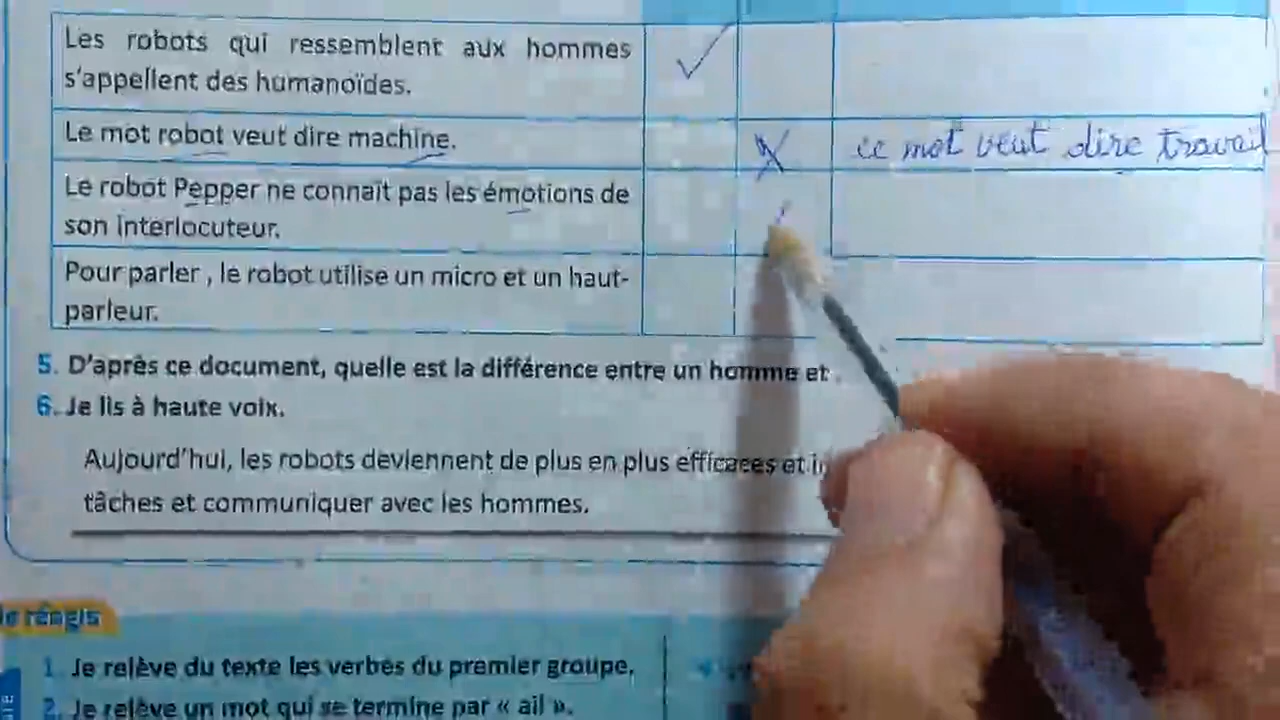 Les robots qui ressemblent aux hommes
s'appellent des humanoïdes.
Le mot robot veut dire machine.
ce mot veut dire travail
Le robot Pepper ne connait pas les émotions de
son interlocuteur.
Pour parler , le robot utilise un micro et un haut-
parleur.
5. D'après ce document, quelle est la différence entre un homme et
6. Je lis à haute voix.
Aujourd'hui, les robots deviennent de plus en plus efficaces et
tâches et communiquer avec les hommes.
réagis
1. Je relève du texte les verbes du premier groupe.
2. Je relève un mot qui se termine par « ail ».